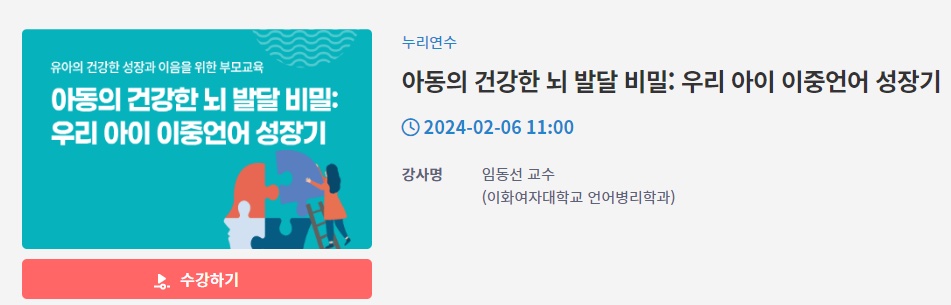 유아의 건강한 성장과 이음을 위한 부모교육
아동의 건강한 뇌 발달 비밀:
우리 아이 이중언어 성장기
수강하기
누리연수
아동의 건강한 뇌 발달 비밀: 우리 아이 이중언어 성장기
2024-02-06 11:00
강사명 임동선 교수
(이화여자대학교 언어병리학과)